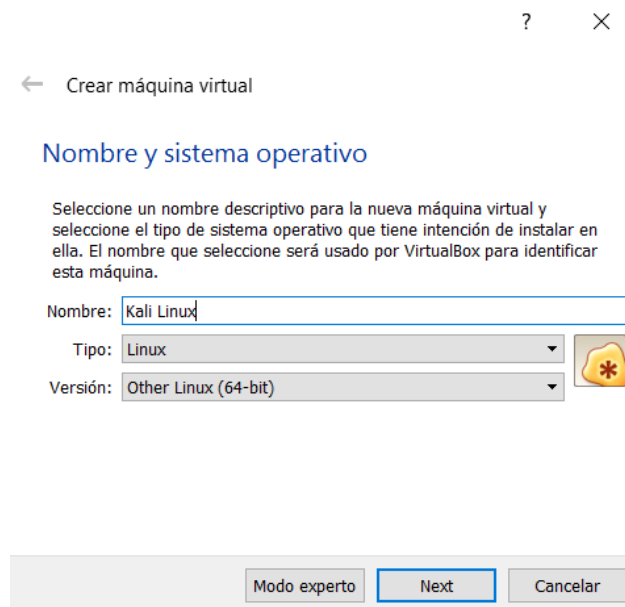 ?
Crear máquina virtual
Nombre y sistema operativo
Seleccione un nombre descriptivo para la nueva máquina virtual y
seleccione el tipo de sistema operativo que tiene intención de instalar en
ella. El nombre que seleccione será usado por VirtualBox para identificar
esta máquina.
Nombre: Kali Linux
Tipo: Linux
Versión: Other Linux (64-bit)
Modo experto Next Cancelar